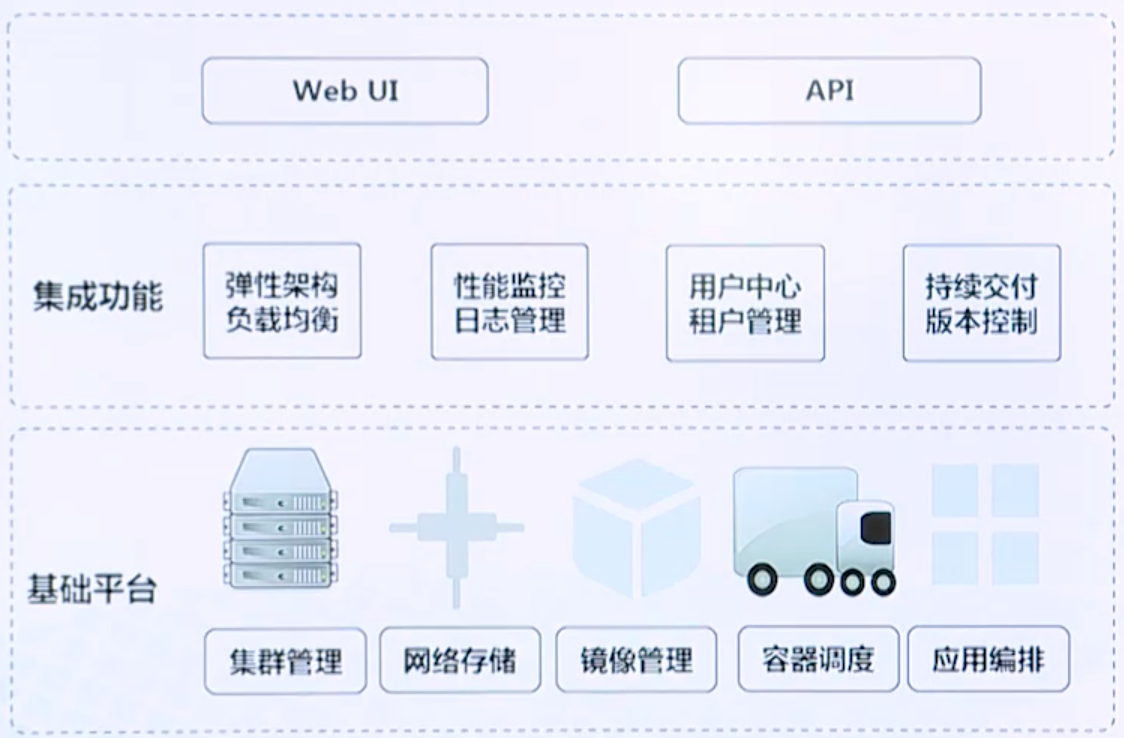 Web UI
API
集成功能
弹性架构
负载均衡
性能监控
日志管理
用户中心
租户管理
持续交付
版本控制
基础平台
集群管理
网络存储
镜像管理
容器调度
应用编排